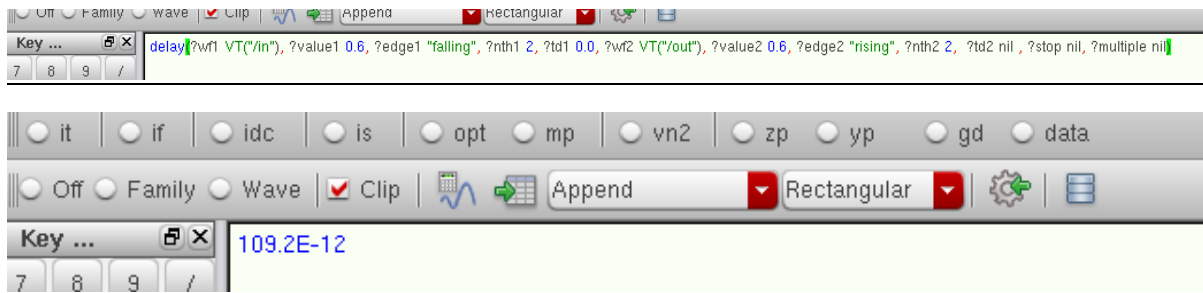 Off Family Wave Clip Append Rectangular
Key ...
delay(?wf1 VT("/in"), ?value1 0.6, ?edge1 "falling", ?nth1 2, ?td1 0.0, ?wf2 VT("/out"), ?value2 0.6, ?edge2 "rising", ?nth2 2, ?td2 nil , ?stop nil, ?multiple nil)
7 8 9 /
it if idc is opt mp vn2 zp yp gd data
Off Family Wave Clip Append Rectangular
Key ...
109.2E-12
7 8 9 /